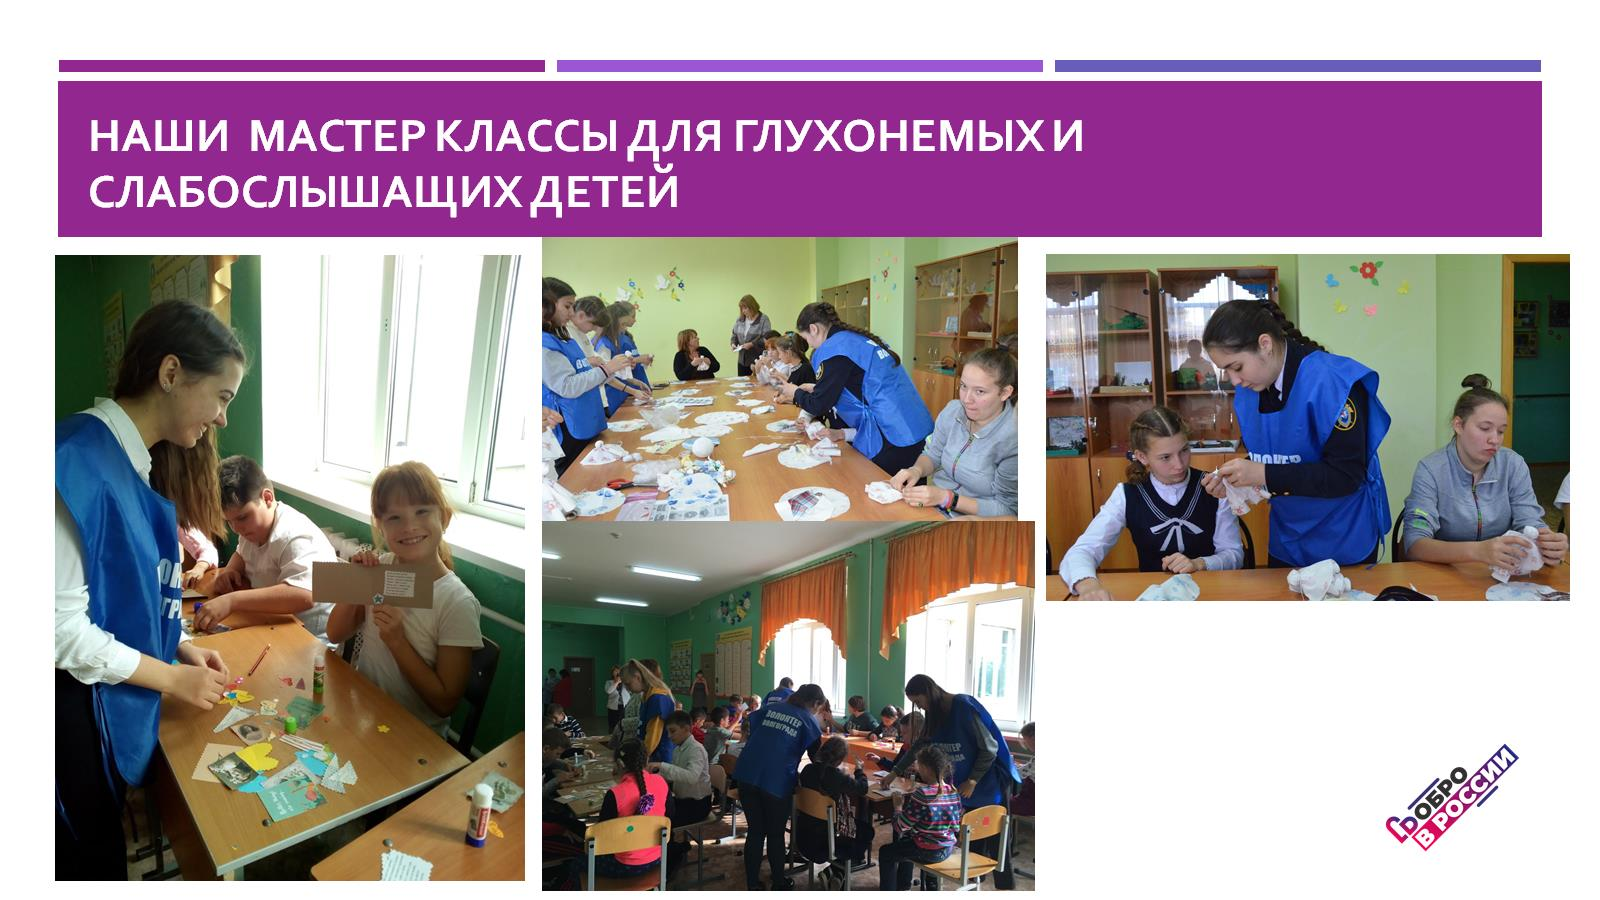 НАШИ МАСТЕР КЛАССЫ ДЛЯ ГЛУХОНЕМЫХ И
СЛАБОСЛЫШАЩИХ ДЕТЕЙ
ВОЛОНТЕР
ВОЛГОГРАДА
ДОБРО
В РОССИИ